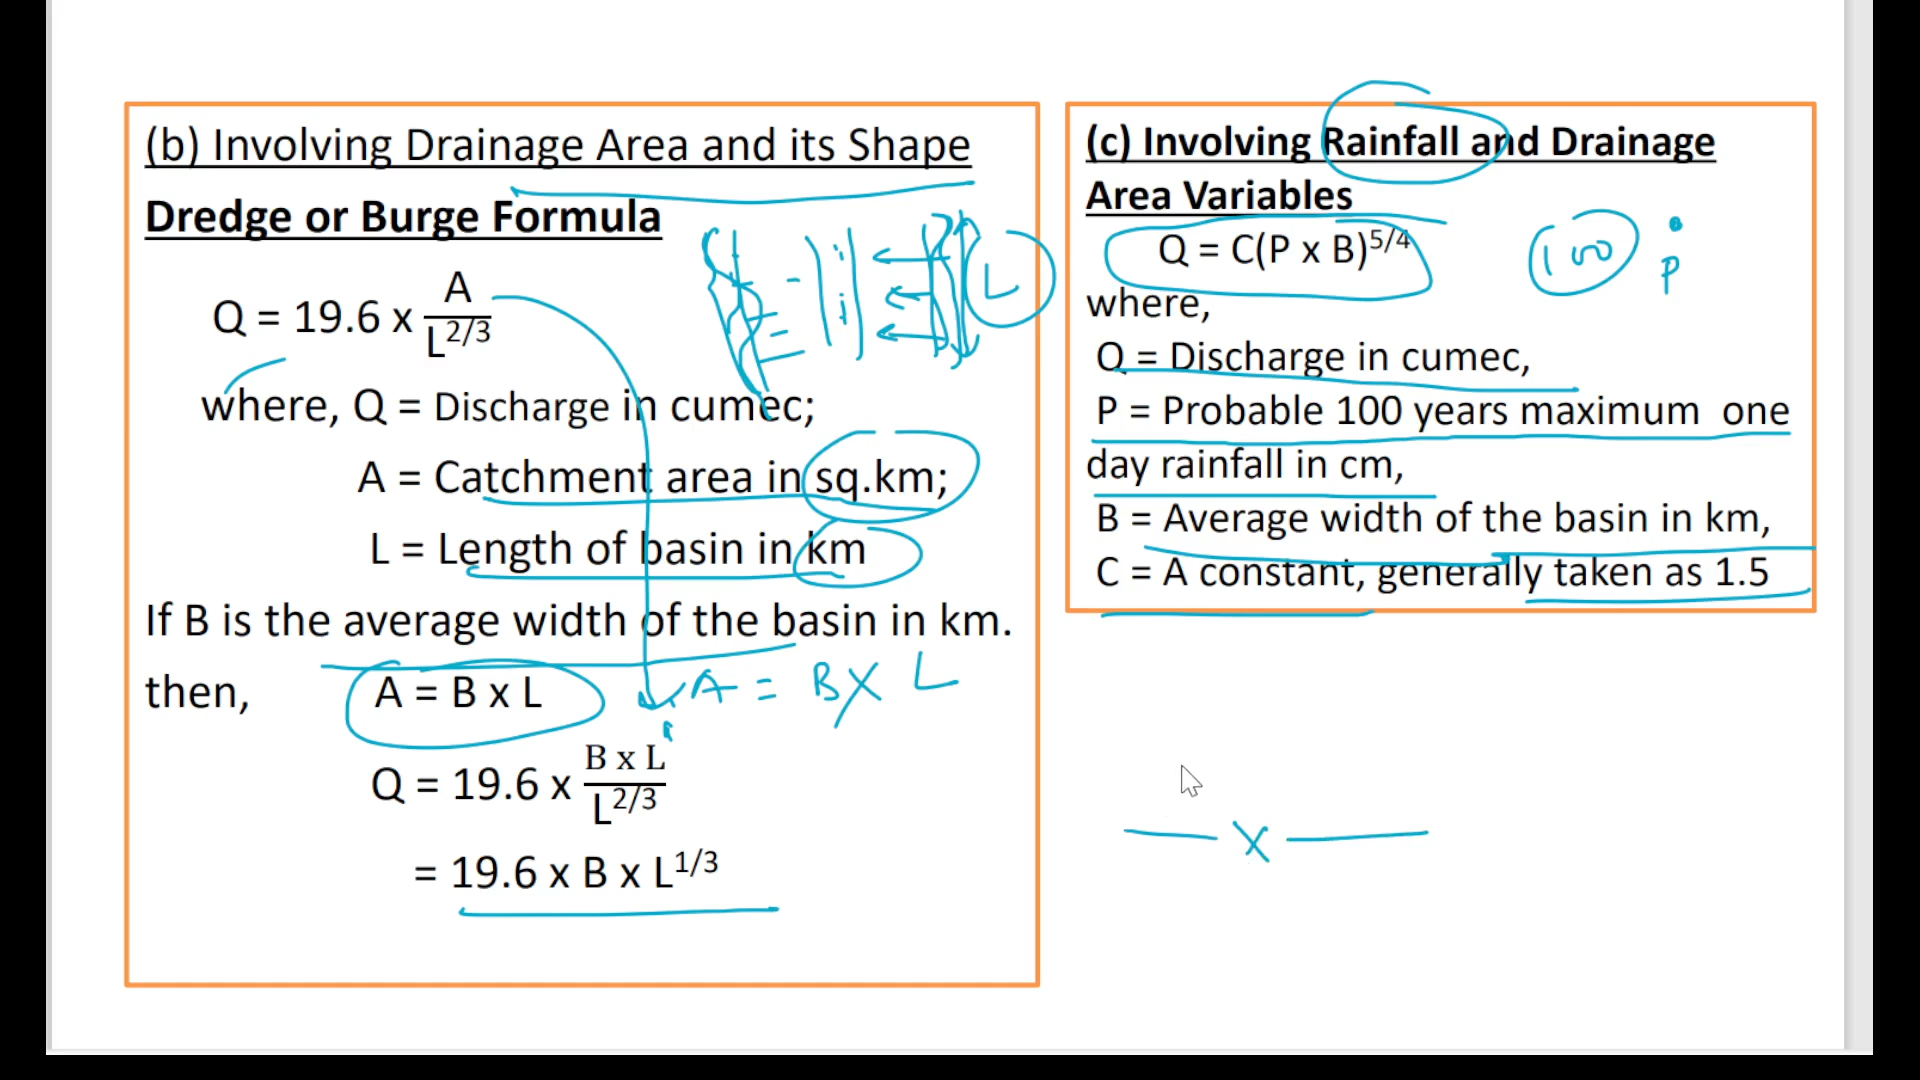 (b) Involving Drainage Area and its Shape
Dredge or Burge Formula
Q = 19.6 x A / L^2/3
where, Q = Discharge in cumec;
A = Catchment area in sq.km;
L = Length of basin in km
If B is the average width of the basin in km.
then, A = B x L
A = B X L
Q = 19.6 x B x L / L^2/3
= 19.6 x B x L^1/3
L
(c) Involving Rainfall and Drainage
Area Variables
Q = C(P x B)^5/4
100
P
where,
Q = Discharge in cumec,
P = Probable 100 years maximum one
day rainfall in cm,
B = Average width of the basin in km,
C = A constant, generally taken as 1.5
— x —